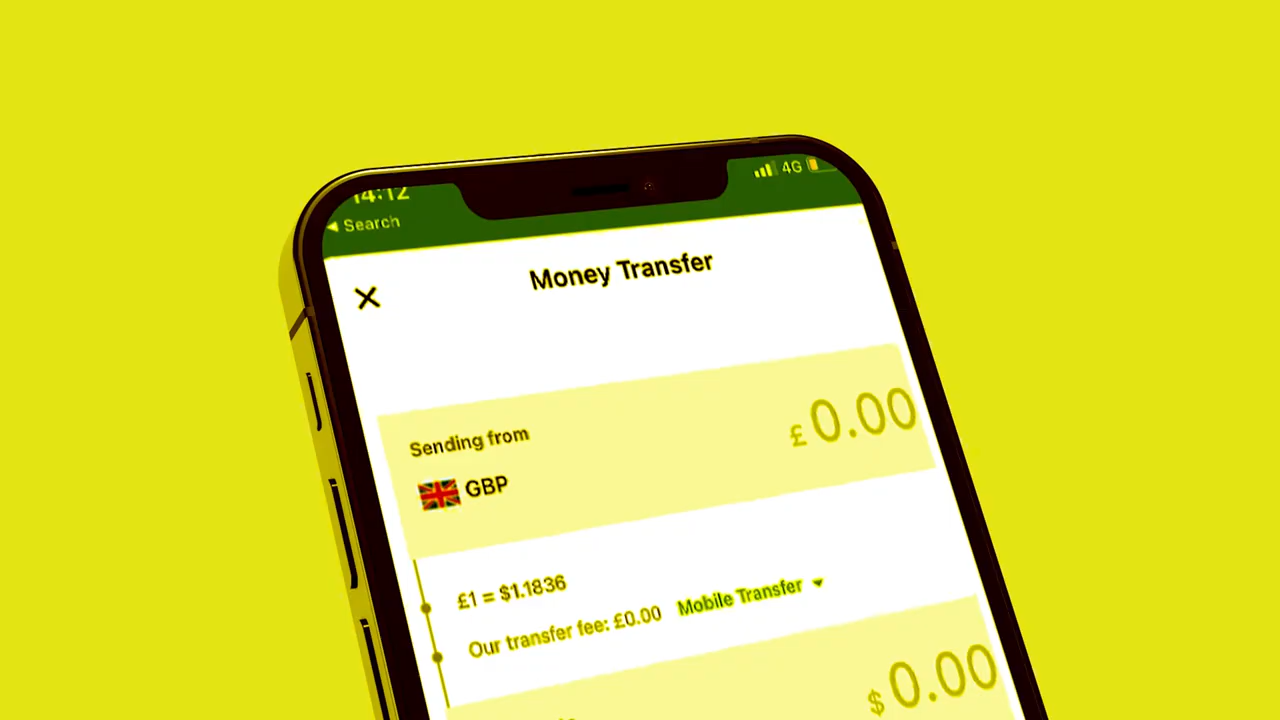 14:12
4G
◀ Search
Money Transfer
Sending from
£0.00
GBP
£1 = $1.1836
Our transfer fee: £0.00 Mobile Transfer
$0.00